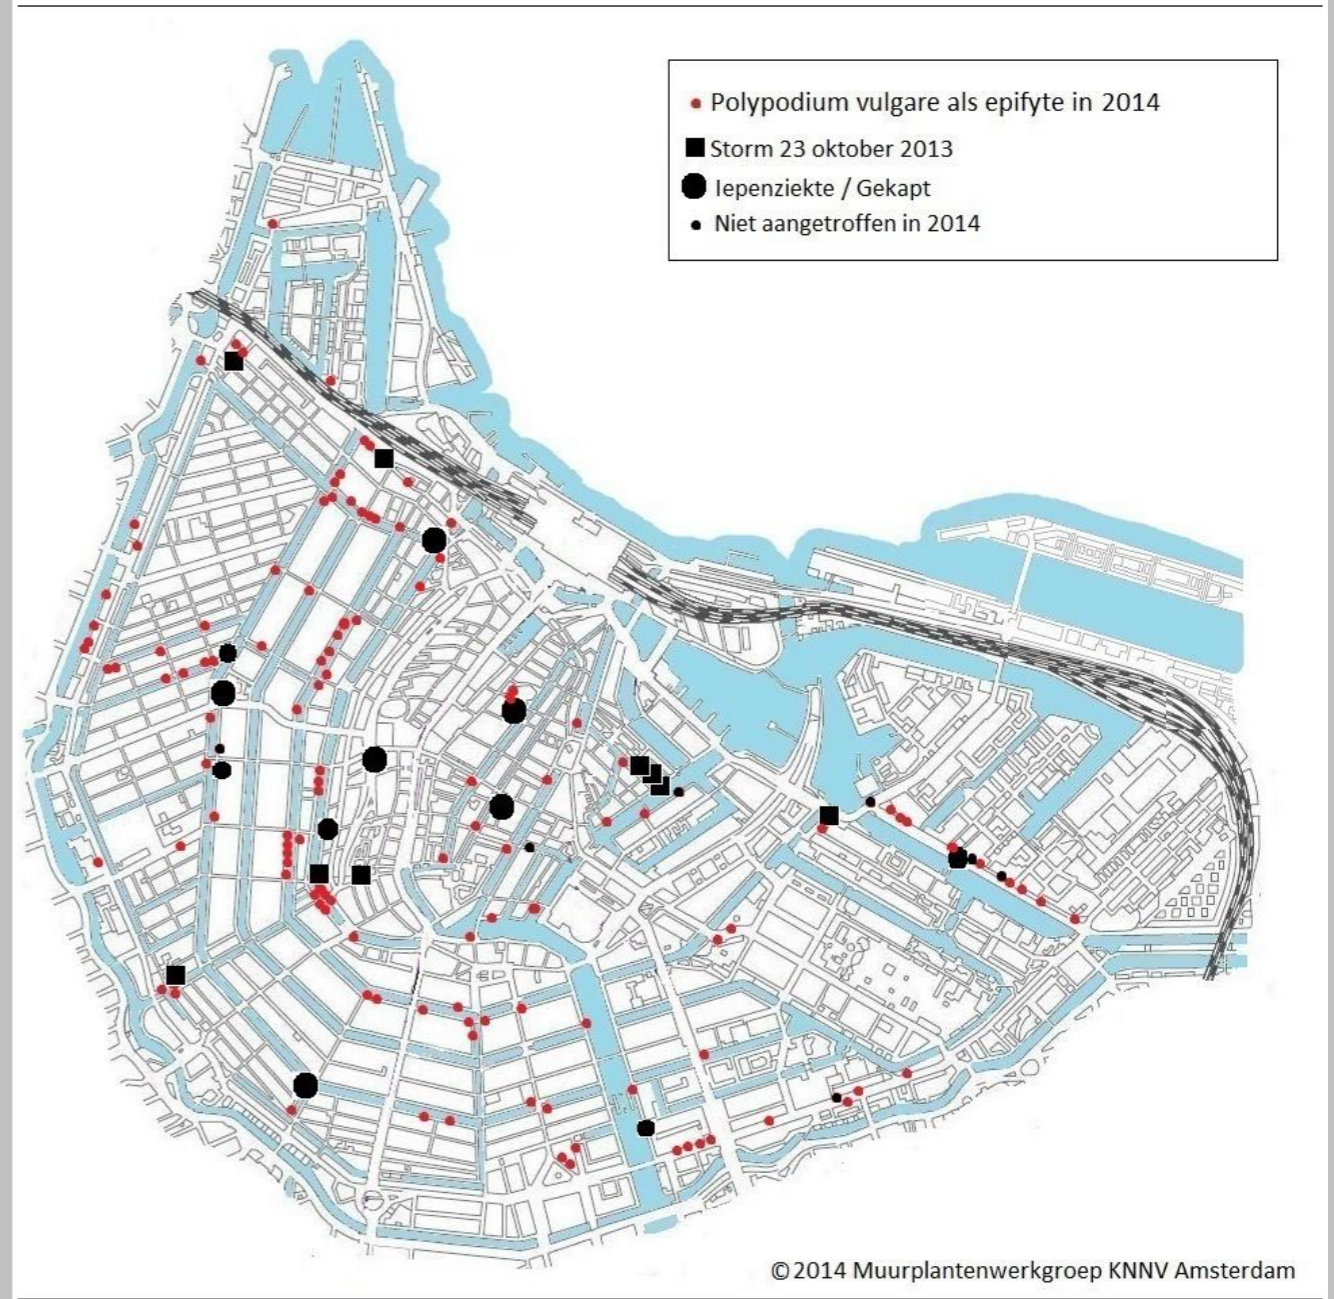 Polypodium vulgare als epifyte in 2014
Storm 23 oktober 2013
Iepenziekte / Gekapt
Niet aangetroffen in 2014
©2014 Muurplantenwerkgroep KNNV Amsterdam